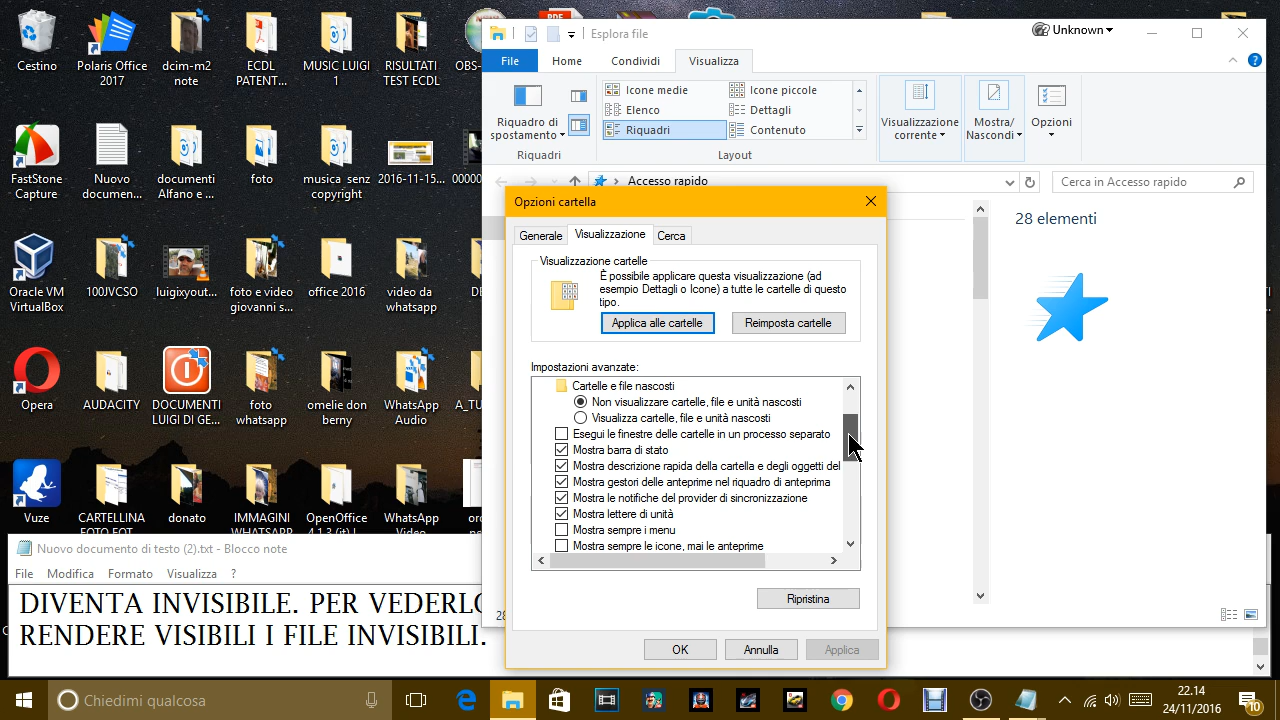 Cestino
Polaris Office
2017
dcim-m2
note
ECDL
PATENT...
MUSIC LUIGI
1
RISULTATI
TEST ECDL
OBS-
FastStone
Capture
Nuovo
documen...
documenti
Alfano e ...
foto
musica senz
copyright
2016-11-15...
Oracle VM
VirtualBox
100JVCSO
luigixyout...
foto e video
giovanni s...
office 2016
video da
whatsapp
Opera
AUDACITY
DOCUMENTI
LUIGI DI GE...
foto
whatsapp
omelie don
berny
WhatsApp
Audio
A_TU
Vuze
CARTELLINA
donato
IMMAGINI
OpenOffice
WhatsApp
Esplora file
Unknown
File
Home
Condividi
Visualizza
Riquadro di
spostamento
Riquadri
Icone medie
Icone piccole
Elenco
Dettagli
Riquadri
Contenuto
Layout
Visualizzazione
corrente
Mostra/
Nascondi
Opzioni
Accesso rapido
Cerca in Accesso rapido
28 elementi
Opzioni cartella
Generale
Visualizzazione
Cerca
Visualizzazione cartelle
È possibile applicare questa visualizzazione (ad
esempio Dettagli o Icone) a tutte le cartelle di questo
tipo.
Applica alle cartelle
Reimposta cartelle
Impostazioni avanzate:
Cartelle e file nascosti
Non visualizzare cartelle, file e unità nascosti
Visualizza cartelle, file e unità nascosti
Esegui le finestre delle cartelle in un processo separato
Mostra barra di stato
Mostra descrizione rapida della cartella e degli oggetti del
Mostra gestori delle anteprime nel riquadro di anteprima
Mostra le notifiche del provider di sincronizzazione
Mostra lettere di unità
Mostra sempre i menu
Mostra sempre le icone, mai le anteprime
Ripristina
OK
Annulla
Applica
28
Nuovo documento di testo (2).txt - Blocco note
File
Modifica
Formato
Visualizza
?
DIVENTA INVISIBILE. PER VEDERLO
RENDERE VISIBILI I FILE INVISIBILI.
Chiedimi qualcosa
22.14
24/11/2016
10